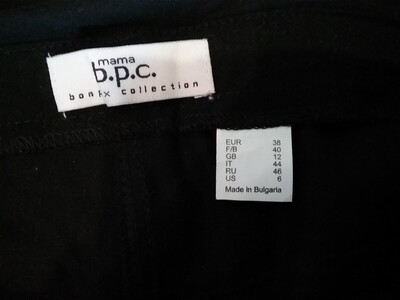 mama
b.p.c.
bonprix collection
EUR 38
F/B 40
GB 12
IT 44
RU 46
US 6
Made in Bulgaria